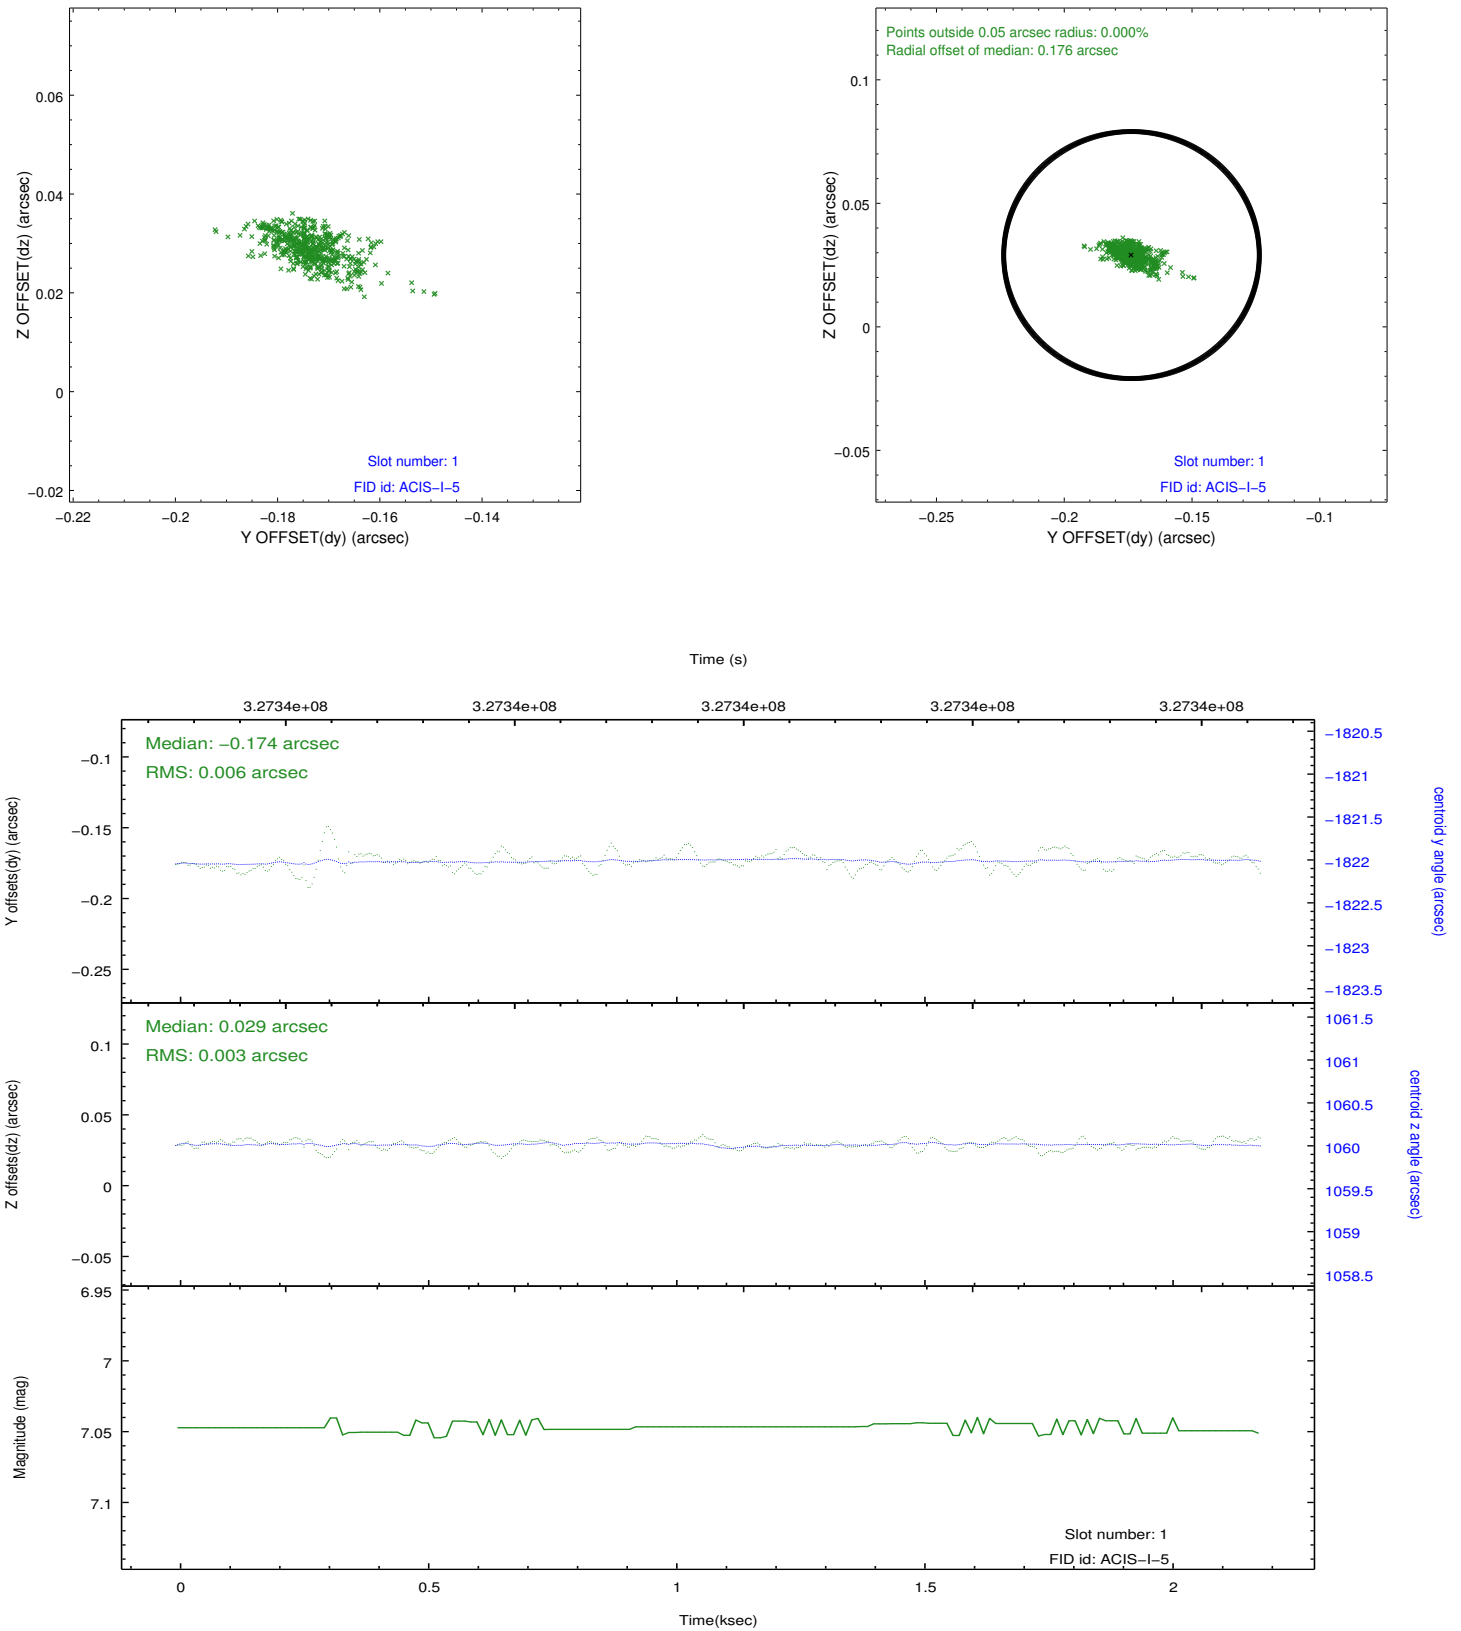 0.06
0.04
0.02
0
−0.02
Z OFFSET(dz) (arcsec)
Slot number: 1
FID id: ACIS−I−5
−0.22 −0.2 −0.18 −0.16 −0.14
Y OFFSET(dy) (arcsec)
Points outside 0.05 arcsec radius: 0.000%
Radial offset of median: 0.176 arcsec
0.1
0.05
0
−0.05
Z OFFSET(dz) (arcsec)
Slot number: 1
FID id: ACIS−I−5
−0.25 −0.2 −0.15 −0.1
Y OFFSET(dy) (arcsec)
Time (s)
3.2734e+08 3.2734e+08 3.2734e+08 3.2734e+08 3.2734e+08
Median: −0.174 arcsec
RMS: 0.006 arcsec
−0.1
−0.15
−0.2
−0.25
Y offsets(dy) (arcsec)
−1820.5
−1821
−1821.5
−1822
−1822.5
−1823
−1823.5
centroid y angle (arcsec)
Median: 0.029 arcsec
RMS: 0.003 arcsec
0.1
0.05
0
−0.05
Z offsets(dz) (arcsec)
1061.5
1061
1060.5
1060
1059.5
1059
1058.5
centroid z angle (arcsec)
6.95
7
7.05
7.1
Magnitude (mag)
Slot number: 1
FID id: ACIS−I−5
0 0.5 1 1.5 2
Time(ksec)